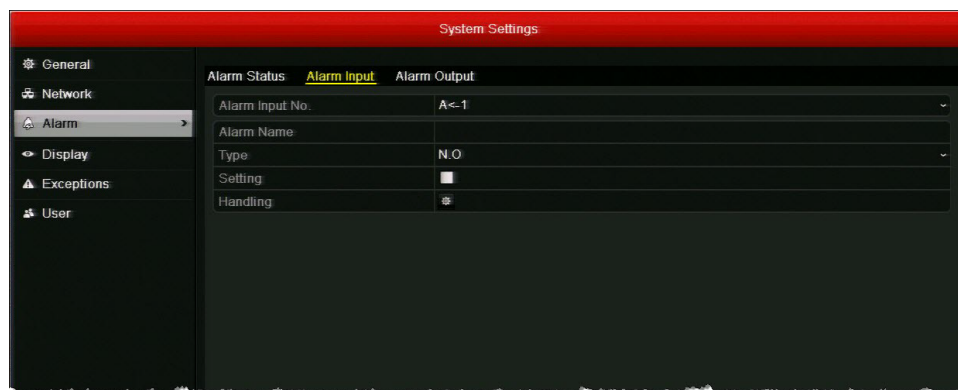 System Settings
General
Network
Alarm
Display
Exceptions
User
Alarm Status Alarm Input Alarm Output
Alarm Input No. A<-1
Alarm Name
Type N.O
Setting
Handling